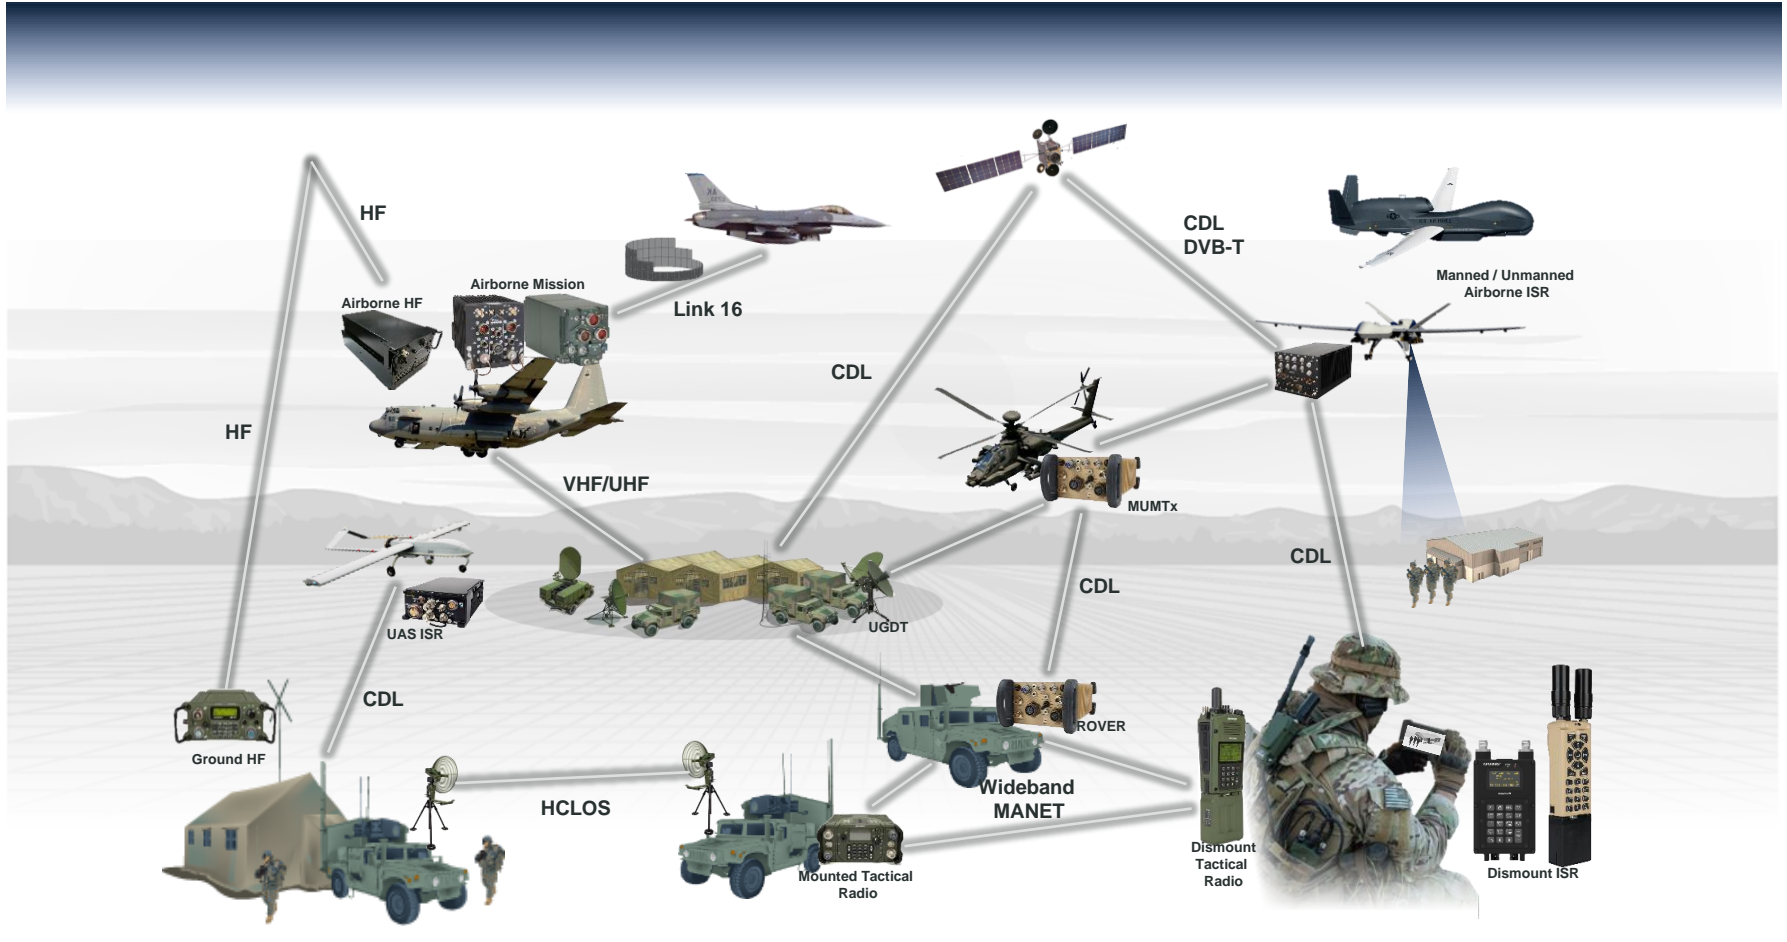 HF
CDL
DVB-T
Manned / Unmanned
Airborne ISR
Airborne Mission
Airborne HF
Link 16
CDL
HF
VHF/UHF
MUMTx
CDL
CDL
UAS ISR
UGDT
CDL
ROVER
Ground HF
HCLOS
Wideband
MANET
Dismount
Tactical
Radio
Mounted Tactical
Radio
Dismount ISR